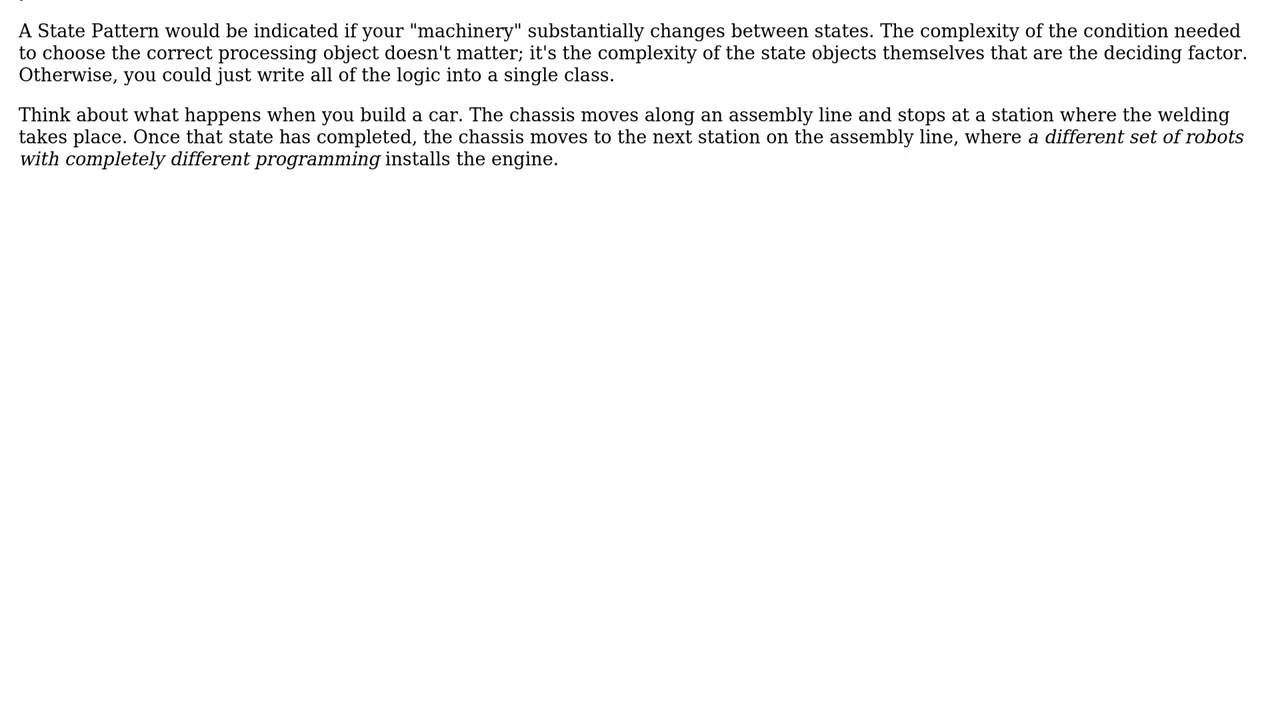 A State Pattern would be indicated if your "machinery" substantially changes between states. The complexity of the condition needed
to choose the correct processing object doesn't matter; it's the complexity of the state objects themselves that are the deciding factor.
Otherwise, you could just write all of the logic into a single class.
Think about what happens when you build a car. The chassis moves along an assembly line and stops at a station where the welding
takes place. Once that state has completed, the chassis moves to the next station on the assembly line, where a different set of robots
with completely different programming installs the engine.